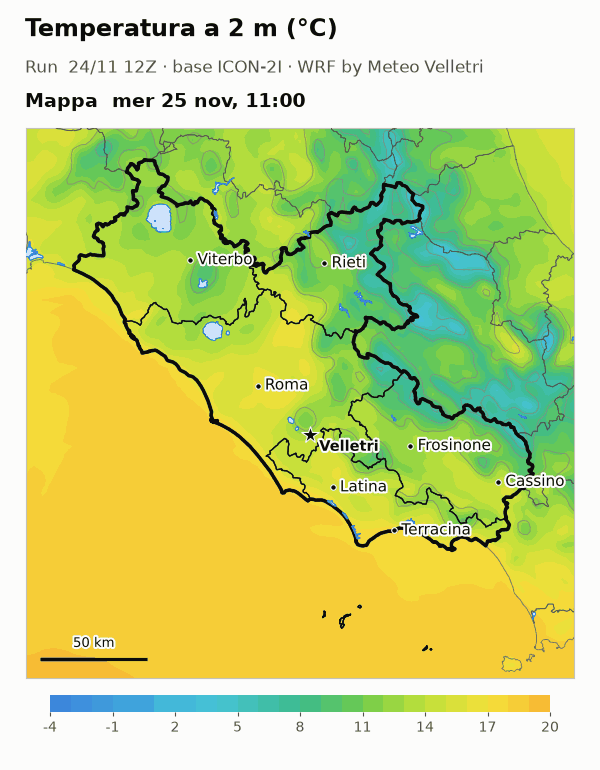 Temperatura a 2 m (°C)
Run  24/11 12Z · base ICON-2I · WRF by Meteo Velletri
Mappa  mer 25 nov, 11:00
Viterbo
Rieti
Roma
Velletri
Frosinone
Latina
Cassino
Terracina
50 km
-4 -1 2 5 8 11 14 17 20